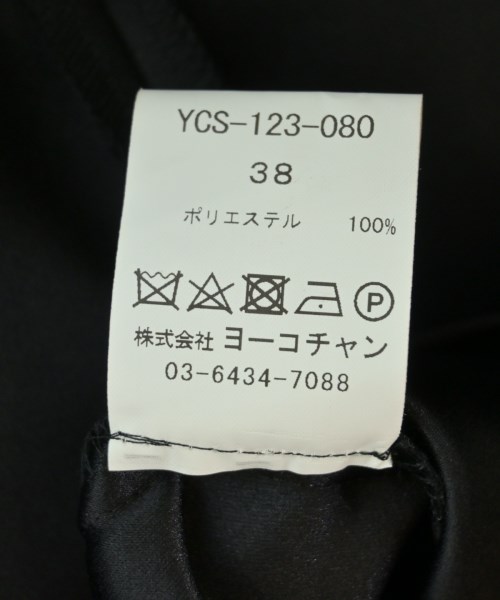 YCS-123-080
38
ポリエステル 100%
P
株式会社 ヨーコチャン
03-6434-7088